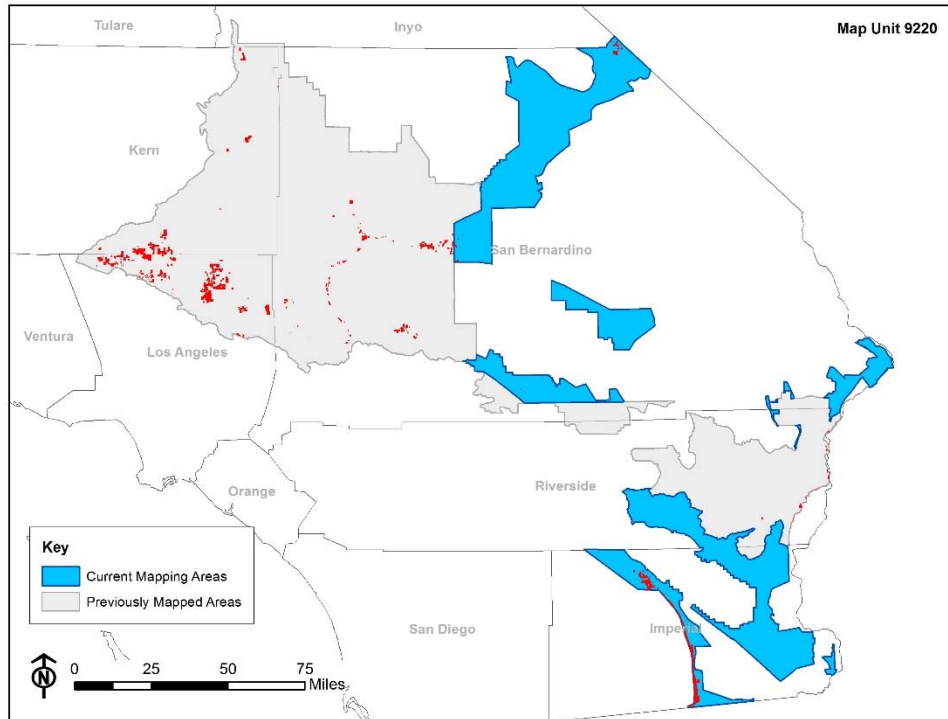 Tulare
Inyo
Map Unit 9220
Kern
San Bernardino
Ventura
Los Angeles
Orange
Riverside
Key
Current Mapping Areas
Previously Mapped Areas
San Diego
Imperial
N
0 25 50 75
Miles